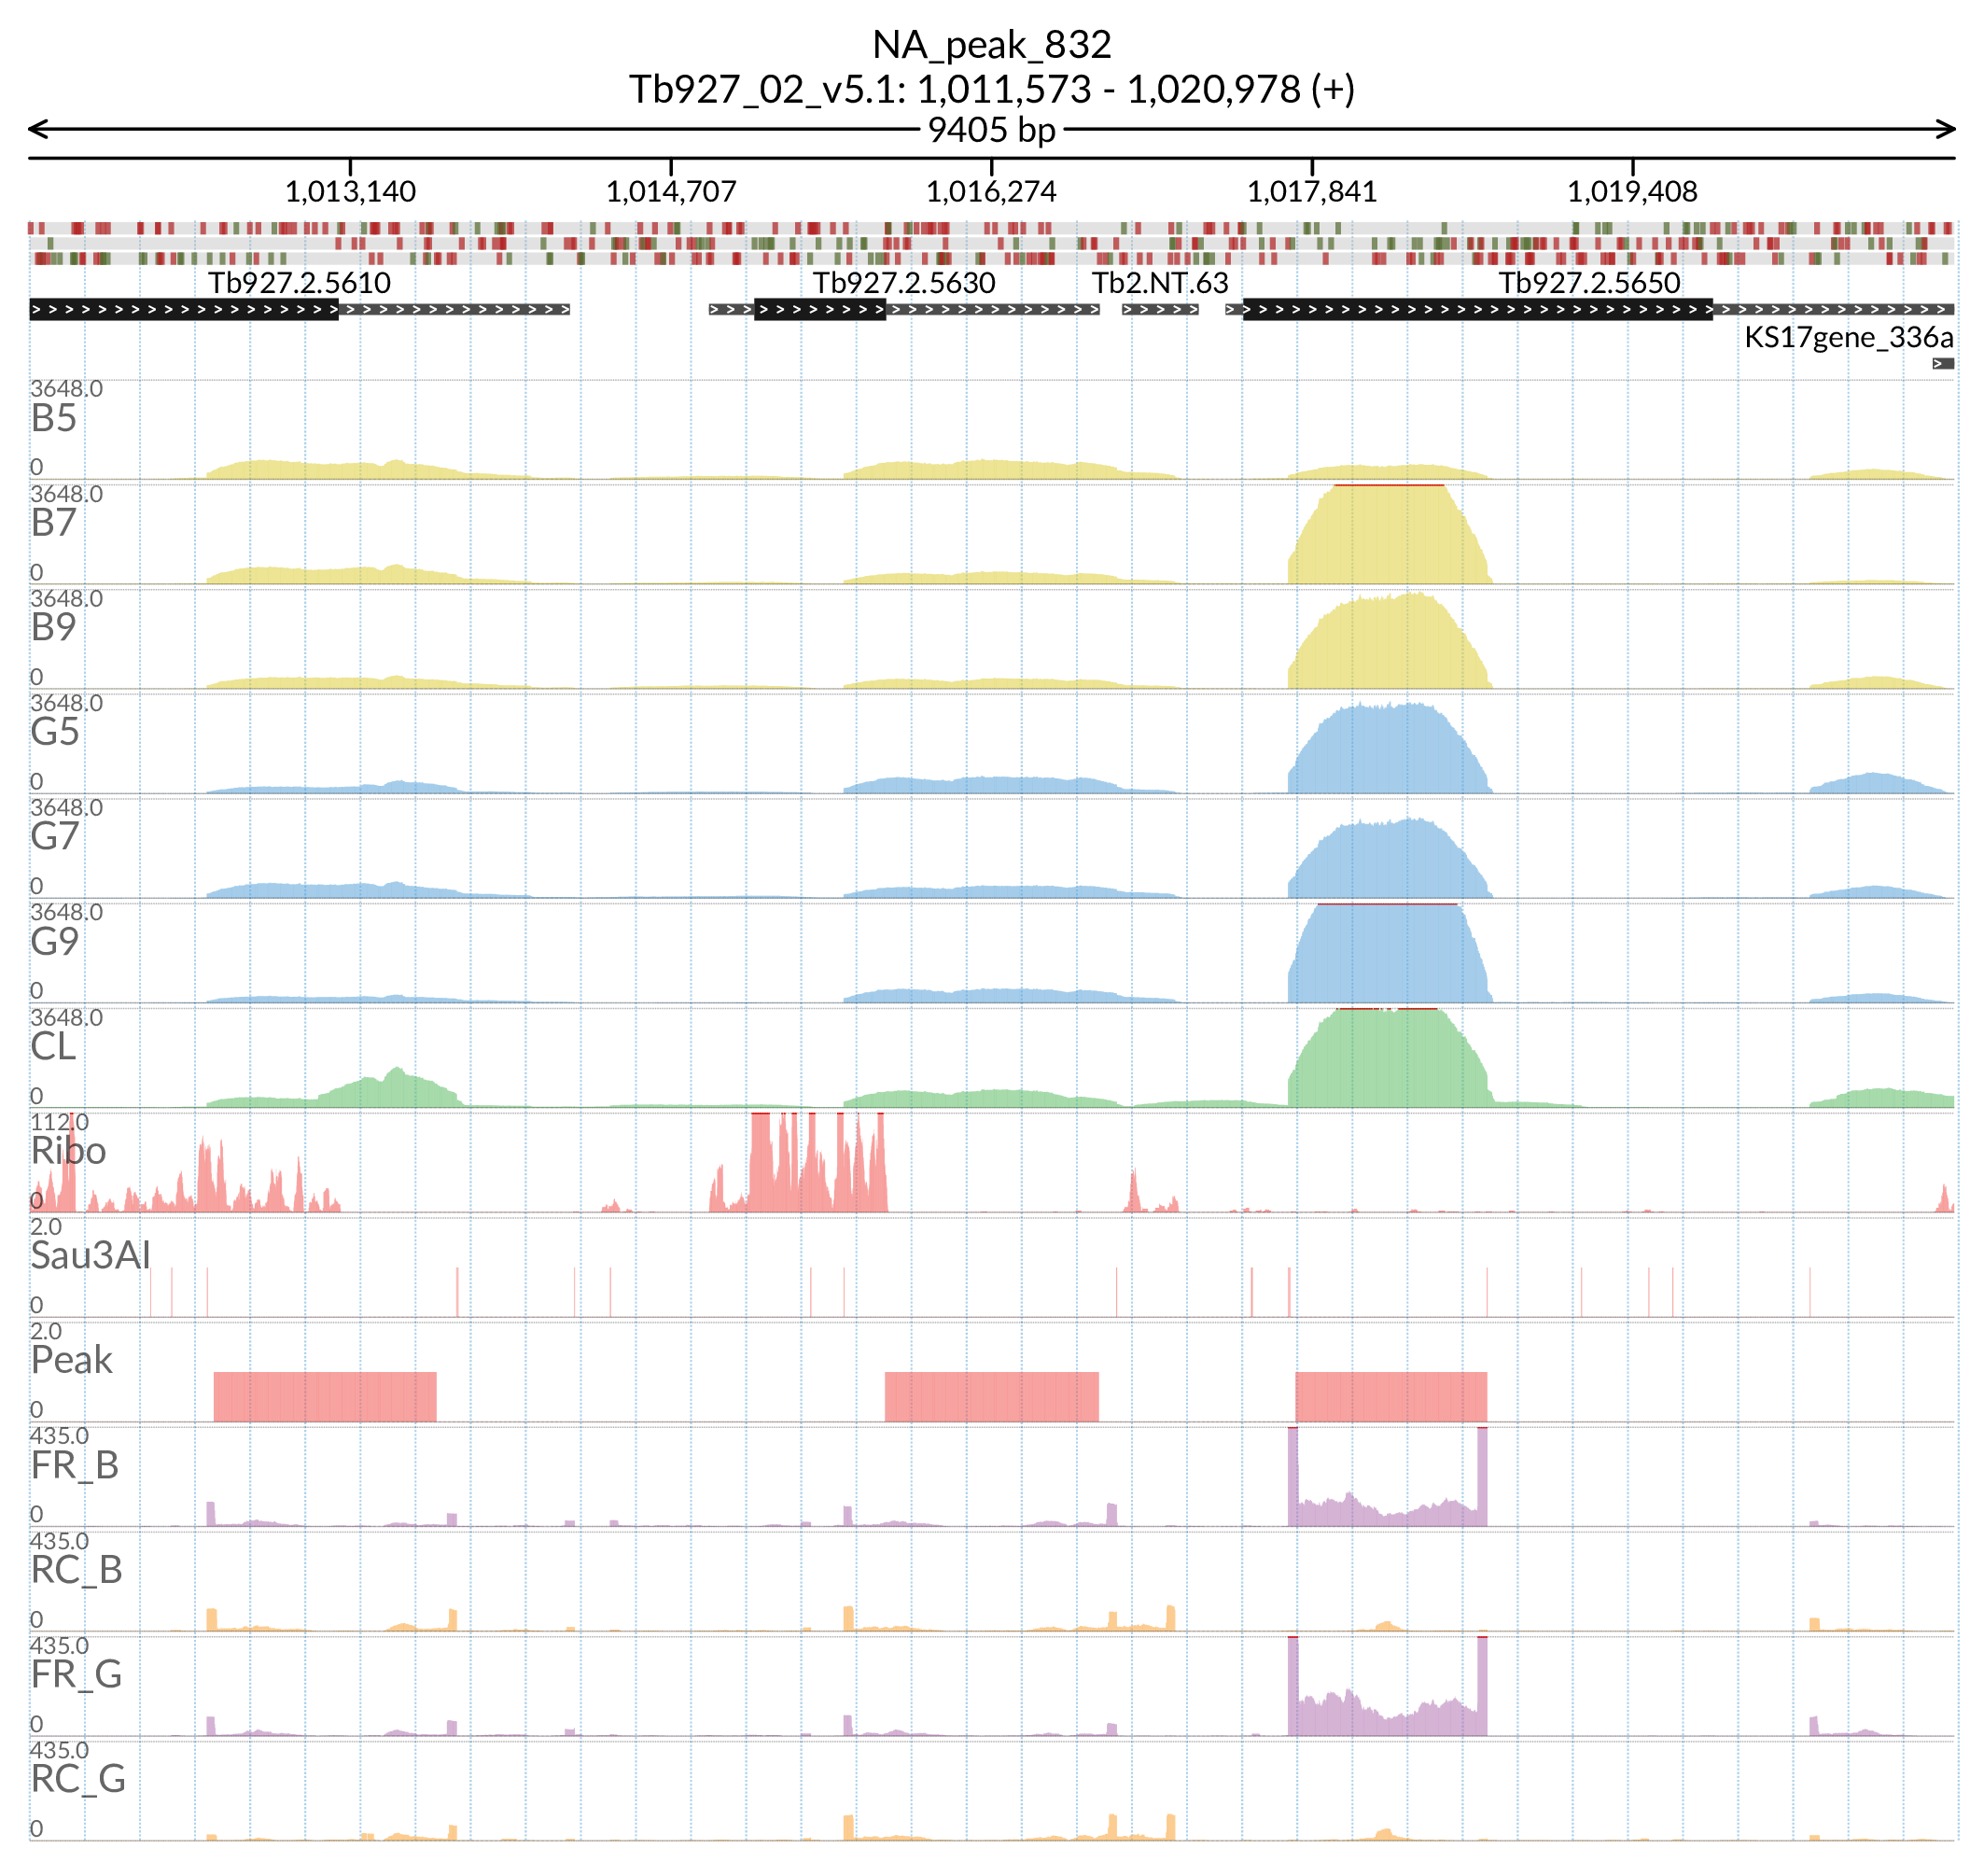 NA_peak_832
Tb927_02_v5.1: 1,011,573 - 1,020,978 (+)
9405 bp
1,013,140 1,014,707 1,016,274 1,017,841 1,019,408
Tb927.2.5610 Tb927.2.5630 Tb2.NT.63 Tb927.2.5650
KS17gene_336a
3648.0
B5
0
3648.0
B7
0
3648.0
B9
0
3648.0
G5
0
3648.0
G7
0
3648.0
G9
0
3648.0
CL
0
112.0
Ribo
0
2.0
Sau3AI
0
2.0
Peak
0
435.0
FR_B
0
435.0
RC_B
0
435.0
FR_G
0
435.0
RC_G
0